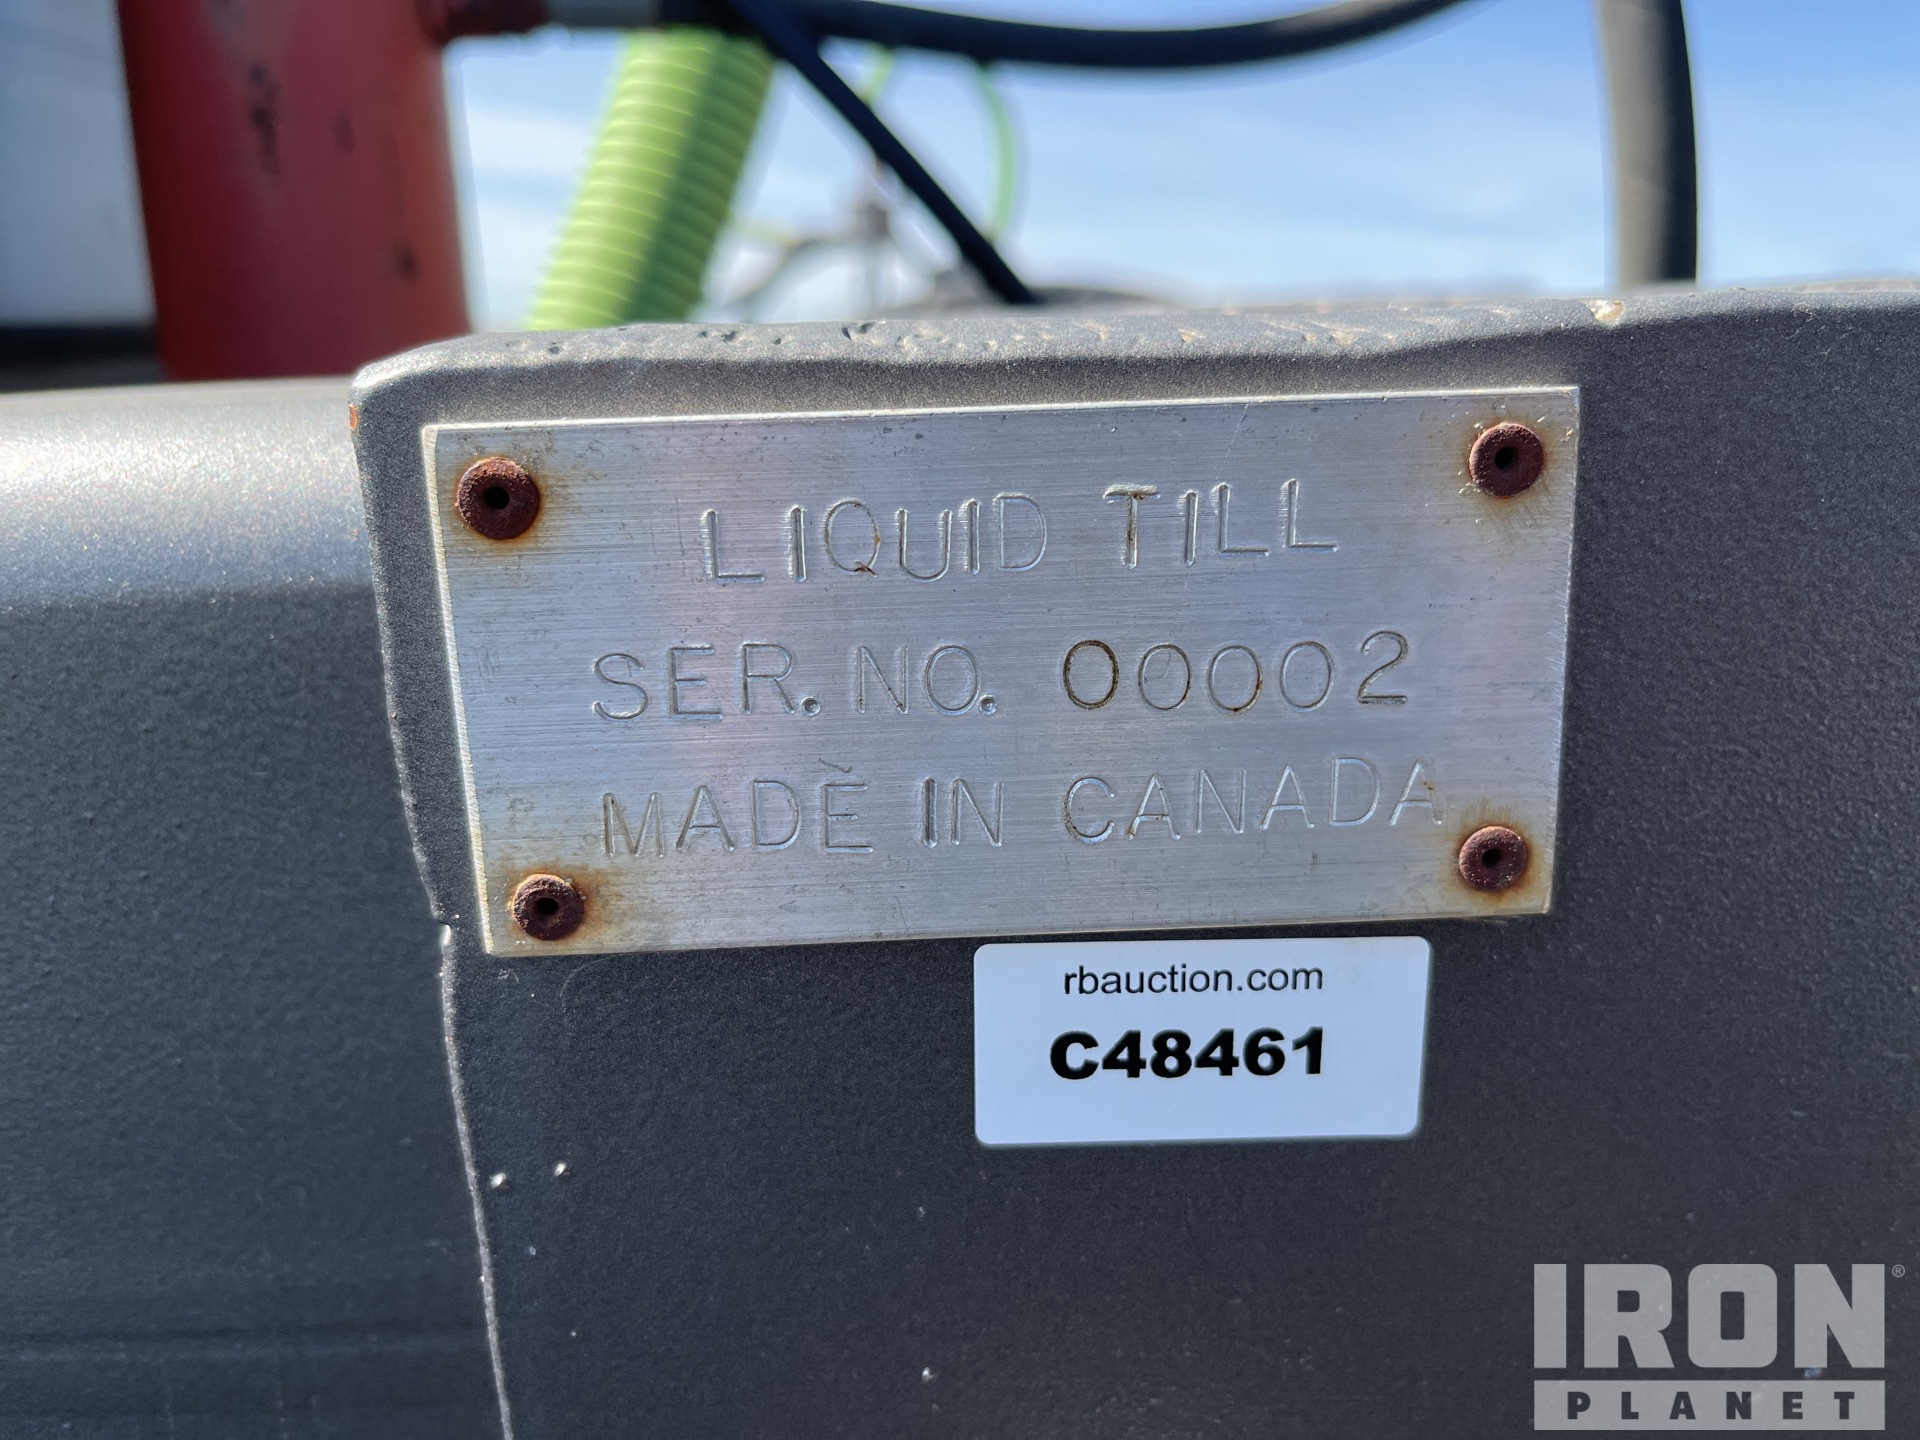 LIQUID TILL
SER. NO. 00002
MADE IN CANADA
rbauction.com
C48461
IRON®
PLANET